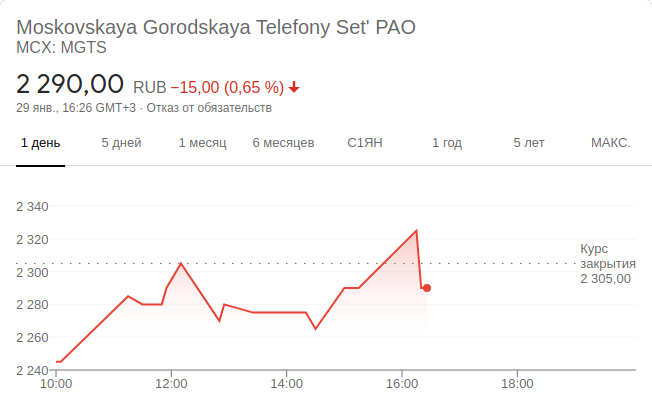 Moskovskaya Gorodskaya Telefony Set' PAO
MCX: MGTS
2 290,00 RUB −15,00 (0,65 %)
29 янв., 16:26 GMT+3 · Отказ от обязательств
1 день 5 дней 1 месяц 6 месяцев С1ЯН 1 год 5 лет МАКС.
2 340
2 320
Курс
закрытия
2 305,00
2 300
2 280
2 260
2 240
10:00 12:00 14:00 16:00 18:00